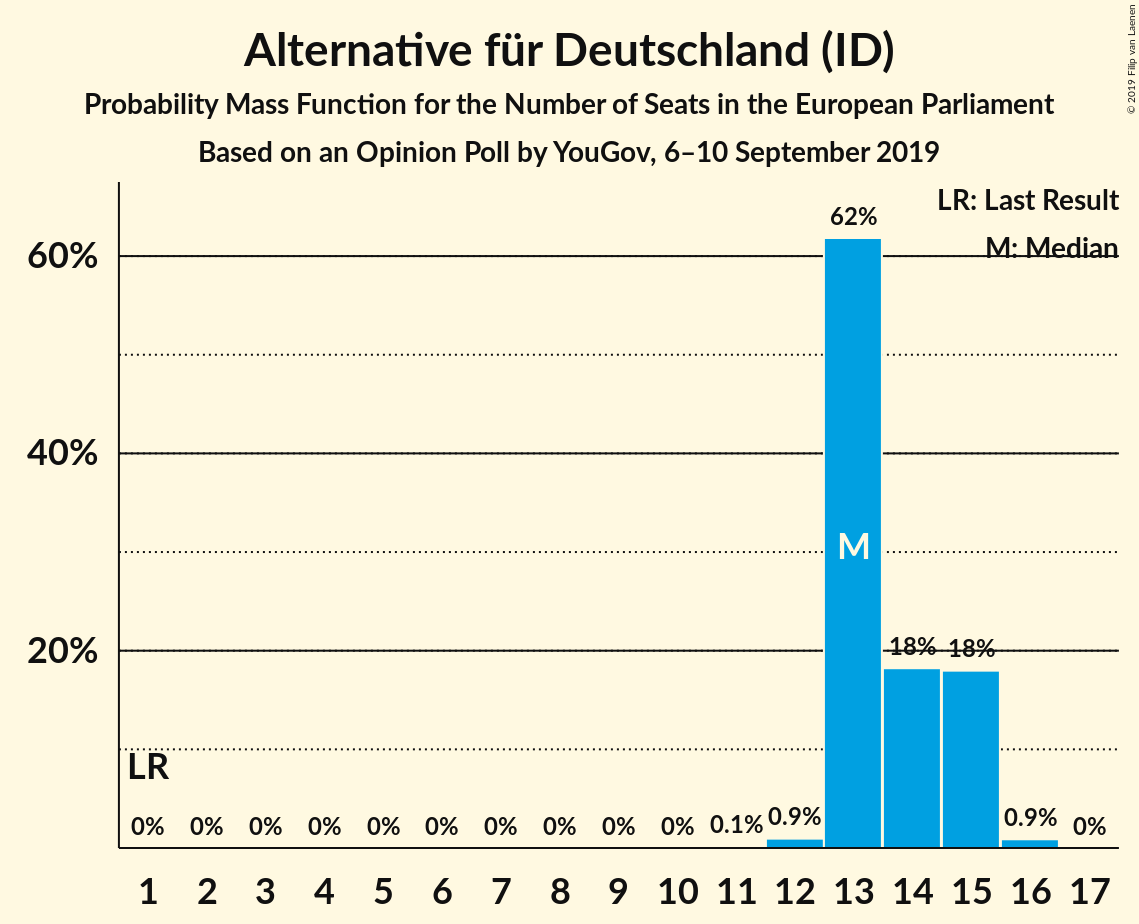 Alternative für Deutschland (ID)
Probability Mass Function for the Number of Seats in the European Parliament
Based on an Opinion Poll by YouGov, 6–10 September 2019
© 2019 Filip van Laenen
LR: Last Result
M: Median
60%
40%
20%
62%
M
18% 18%
LR
0% 0% 0% 0% 0% 0% 0% 0% 0% 0% 0.1% 0.9% 0.9% 0%
1 2 3 4 5 6 7 8 9 10 11 12 13 14 15 16 17